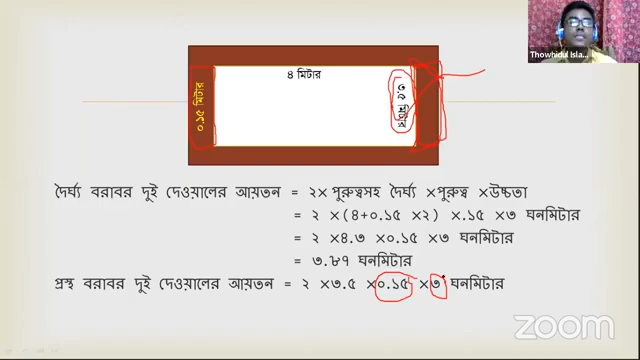 Thowhidul Isla...
৪ মিটার
০.১৫ মিটার
৩.৫ মিটার
দৈর্ঘ্য বরাবর দুই দেওয়ালের আয়তন = ২× পুরুত্বসহ দৈর্ঘ্য ×পুরুত্ব ×উচ্চতা
= ২ ×(৪+০.১৫ ×২) ×.১৫ ×৩ ঘনমিটার
= ২ ×৪.৩ ×০.১৫ ×৩ ঘনমিটার
= ৩.৮৭ ঘনমিটার
প্রস্থ বরাবর দুই দেওয়ালের আয়তন = ২ ×৩.৫ ×০.১৫ ×৩ ঘনমিটার
zoom